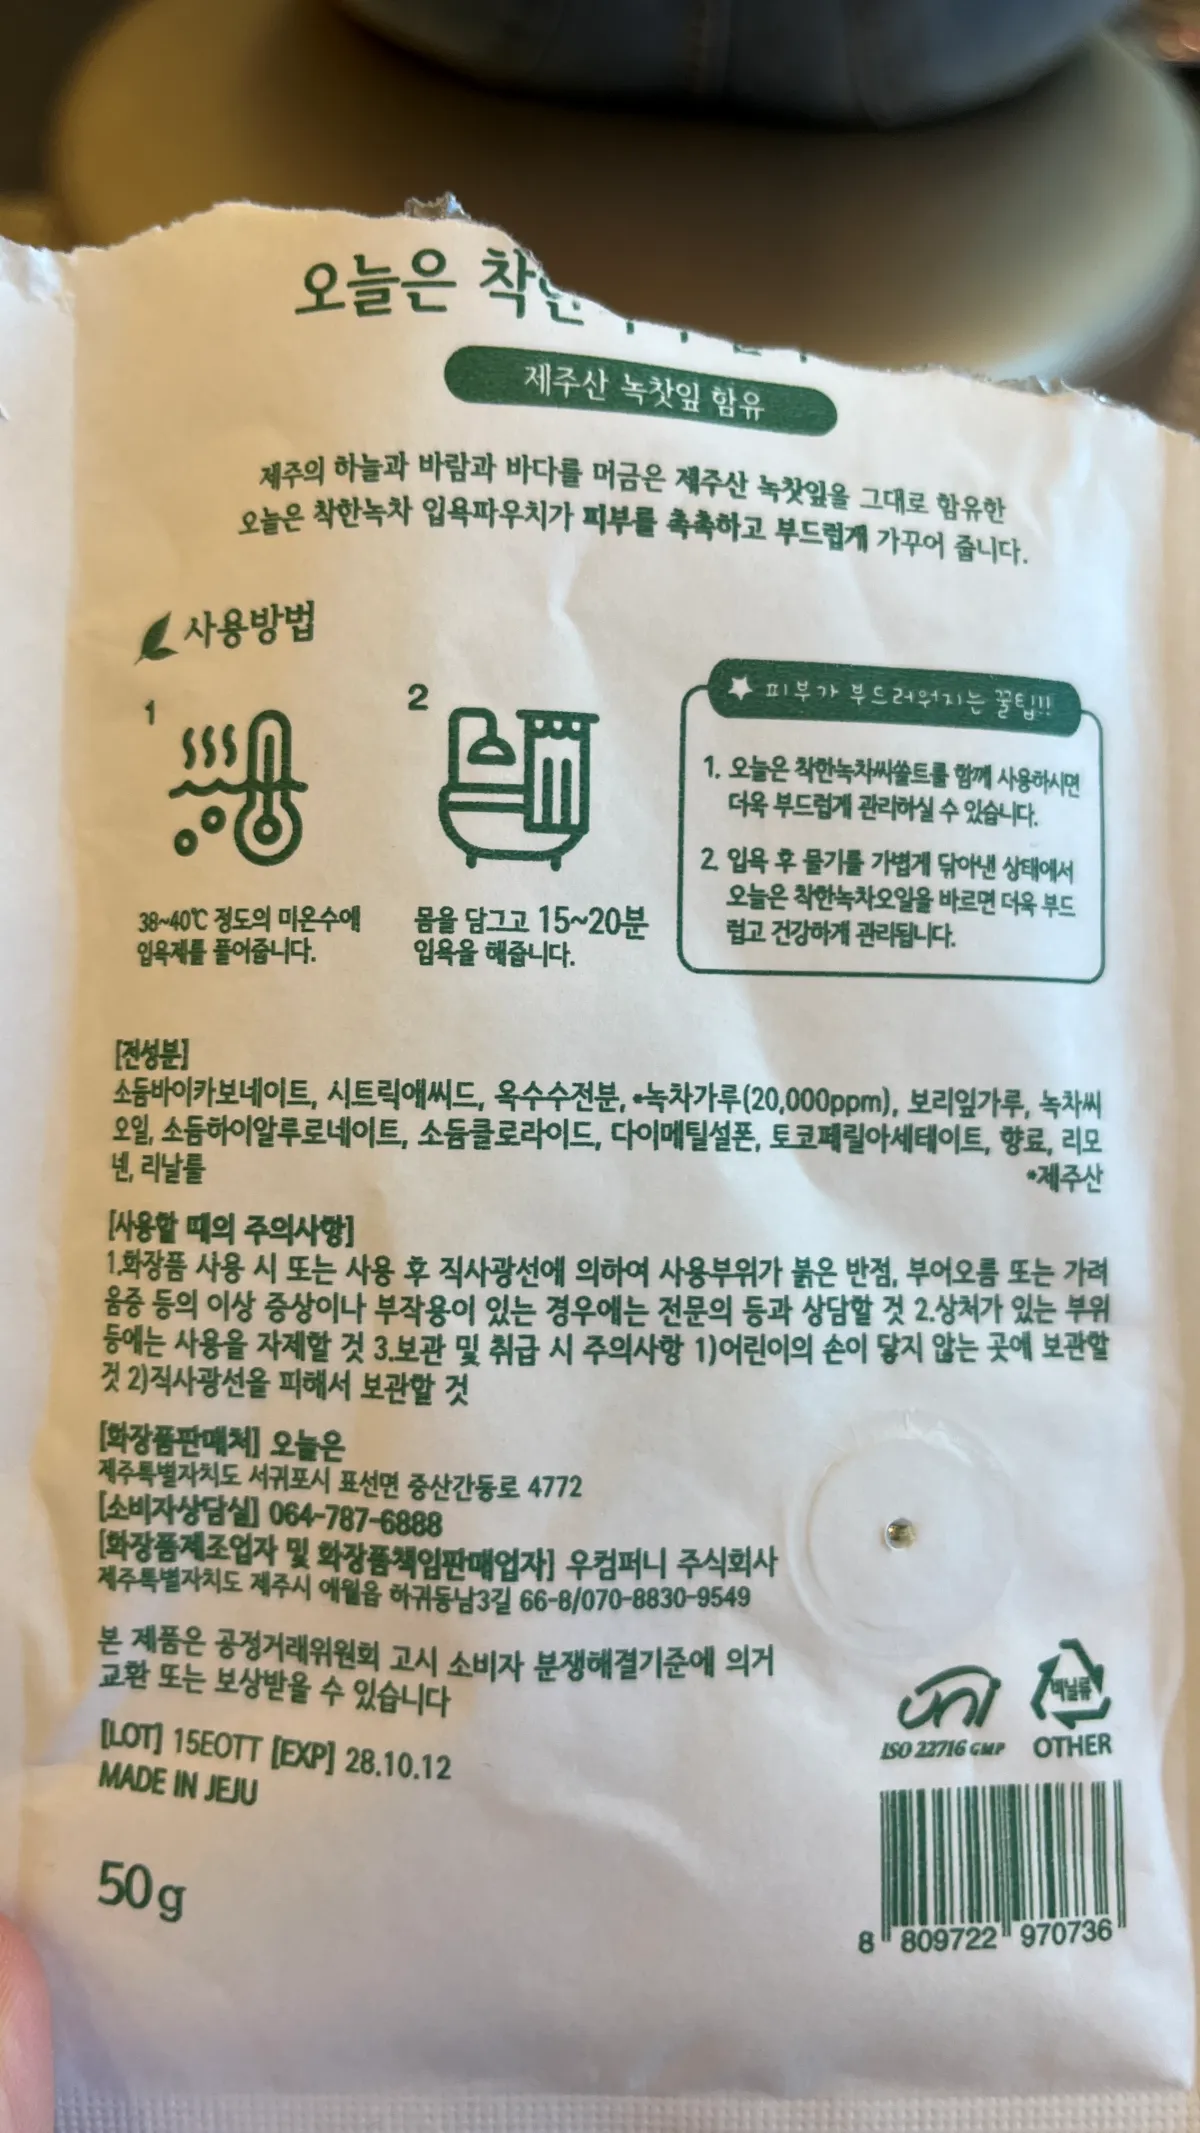 오늘은 착한
제주산 녹찻잎 함유
제주의 하늘과 바람과 바다를 머금은 제주산 녹찻잎을 그대로 함유한
오늘은 착한녹차 입욕파우치가 피부를 촉촉하고 부드럽게 가꾸어 줍니다.
사용방법
1
38~40℃ 정도의 미온수에
입욕제를 풀어줍니다.
2
몸을 담그고 15~20분
입욕을 해줍니다.
피부가 부드러워지는 꿀팁!!!
1. 오늘은 착한녹차씨쏠트를 함께 사용하시면
더욱 부드럽게 관리하실 수 있습니다.
2. 입욕 후 물기를 가볍게 닦아낸 상태에서
오늘은 착한녹차오일을 바르면 더욱 부드
럽고 건강하게 관리됩니다.
[전성분]
소듐바이카보네이트, 시트릭애씨드, 옥수수전분, *녹차가루(20,000ppm), 보리잎가루, 녹차씨
오일, 소듐하이알루로네이트, 소듐클로라이드, 다이메틸설폰, 토코페릴아세테이트, 향료, 리모
넨, 리날룰
*제주산
[사용할 때의 주의사항]
1.화장품 사용 시 또는 사용 후 직사광선에 의하여 사용부위가 붉은 반점, 부어오름 또는 가려
움증 등의 이상 증상이나 부작용이 있는 경우에는 전문의 등과 상담할 것 2.상처가 있는 부위
등에는 사용을 자제할 것 3.보관 및 취급 시 주의사항 1)어린이의 손이 닿지 않는 곳에 보관할
것 2)직사광선을 피해서 보관할 것
[화장품판매처] 오늘은
제주특별자치도 서귀포시 표선면 중산간동로 4772
[소비자상담실] 064-787-6888
[화장품제조업자 및 화장품책임판매업자] 우컴퍼니 주식회사
제주특별자치도 제주시 애월읍 하귀동남3길 66-8/070-8830-9549
본 제품은 공정거래위원회 고시 소비자 분쟁해결기준에 의거
교환 또는 보상받을 수 있습니다
[LOT] 15EOTT [EXP] 28.10.12
MADE IN JEJU
50g
uni
ISO 22716 GMP
비닐류
OTHER
8 809722 970736